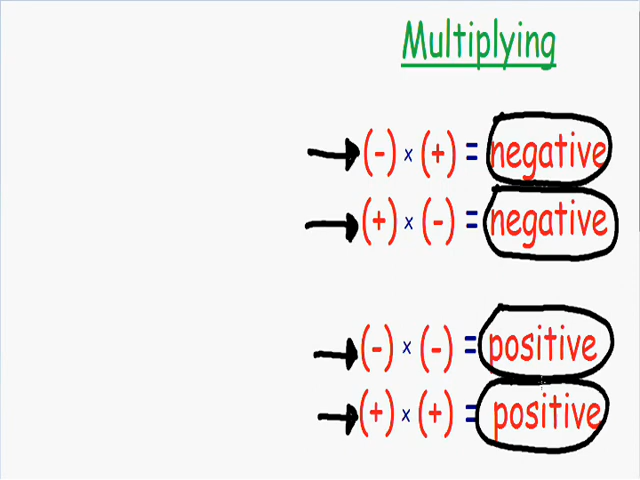 Multiplying
(-) x (+) = negative
(+) x (-) = negative
(-) x (-) = positive
(+) x (+) = positive